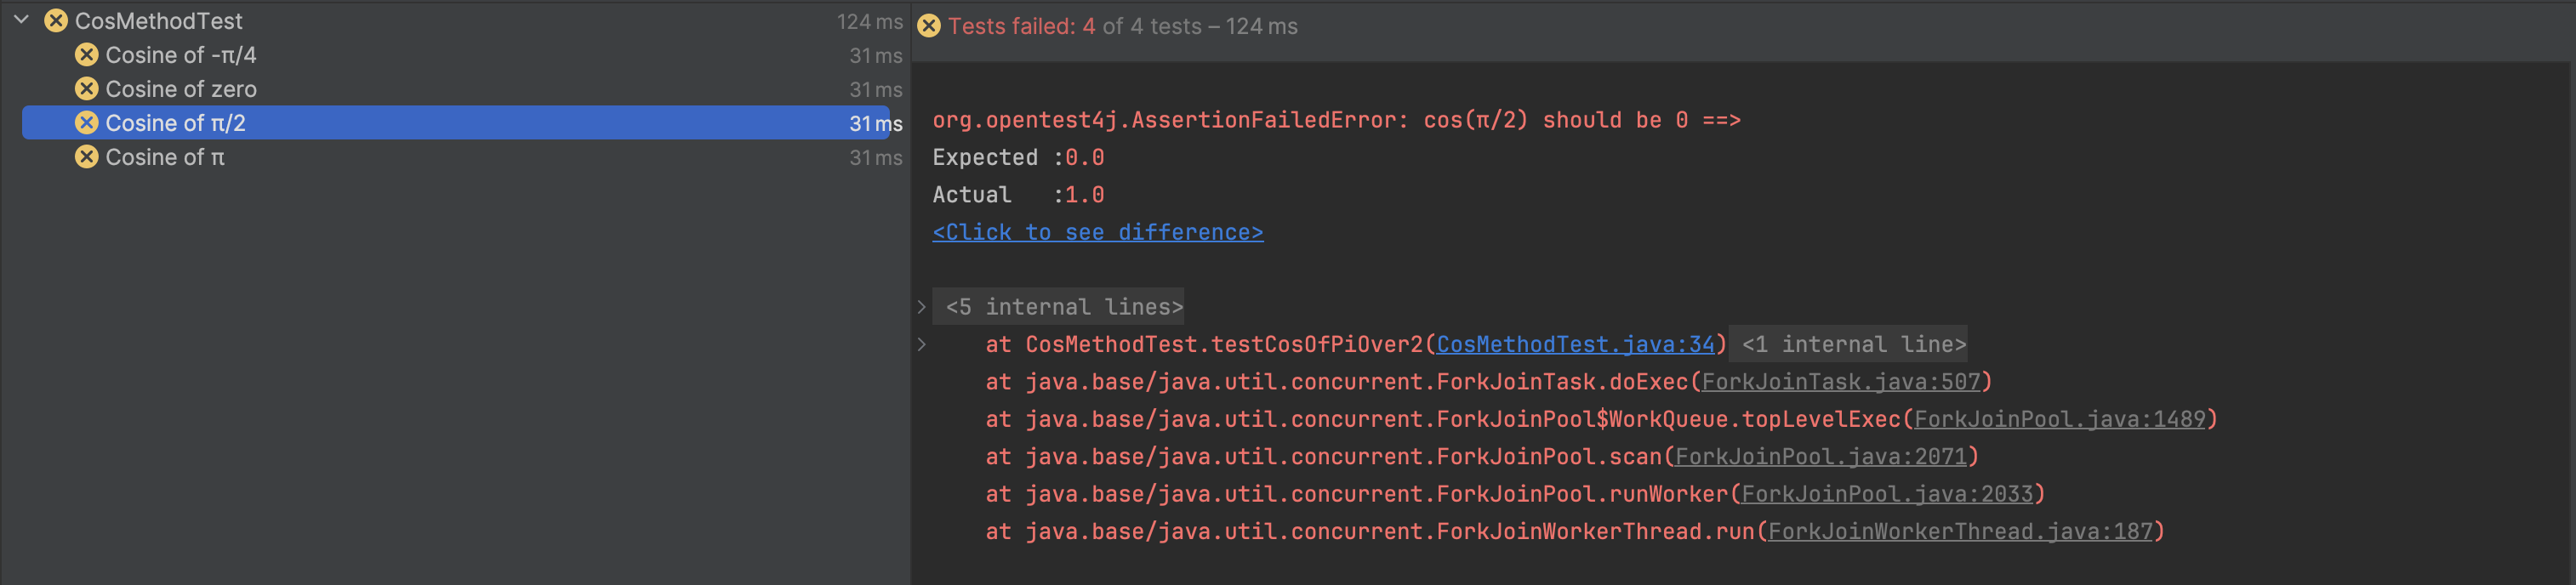 CosMethodTest 124 ms
Cosine of -π/4 31 ms
Cosine of zero 31 ms
Cosine of π/2 31 ms
Cosine of π 31 ms
Tests failed: 4 of 4 tests – 124 ms
org.opentest4j.AssertionFailedError: cos(π/2) should be 0 ==>
Expected :0.0
Actual   :1.0
<Click to see difference>
<5 internal lines>
at CosMethodTest.testCosOfPiOver2(CosMethodTest.java:34) <1 internal line>
at java.base/java.util.concurrent.ForkJoinTask.doExec(ForkJoinTask.java:507)
at java.base/java.util.concurrent.ForkJoinPool$WorkQueue.topLevelExec(ForkJoinPool.java:1489)
at java.base/java.util.concurrent.ForkJoinPool.scan(ForkJoinPool.java:2071)
at java.base/java.util.concurrent.ForkJoinPool.runWorker(ForkJoinPool.java:2033)
at java.base/java.util.concurrent.ForkJoinWorkerThread.run(ForkJoinWorkerThread.java:187)